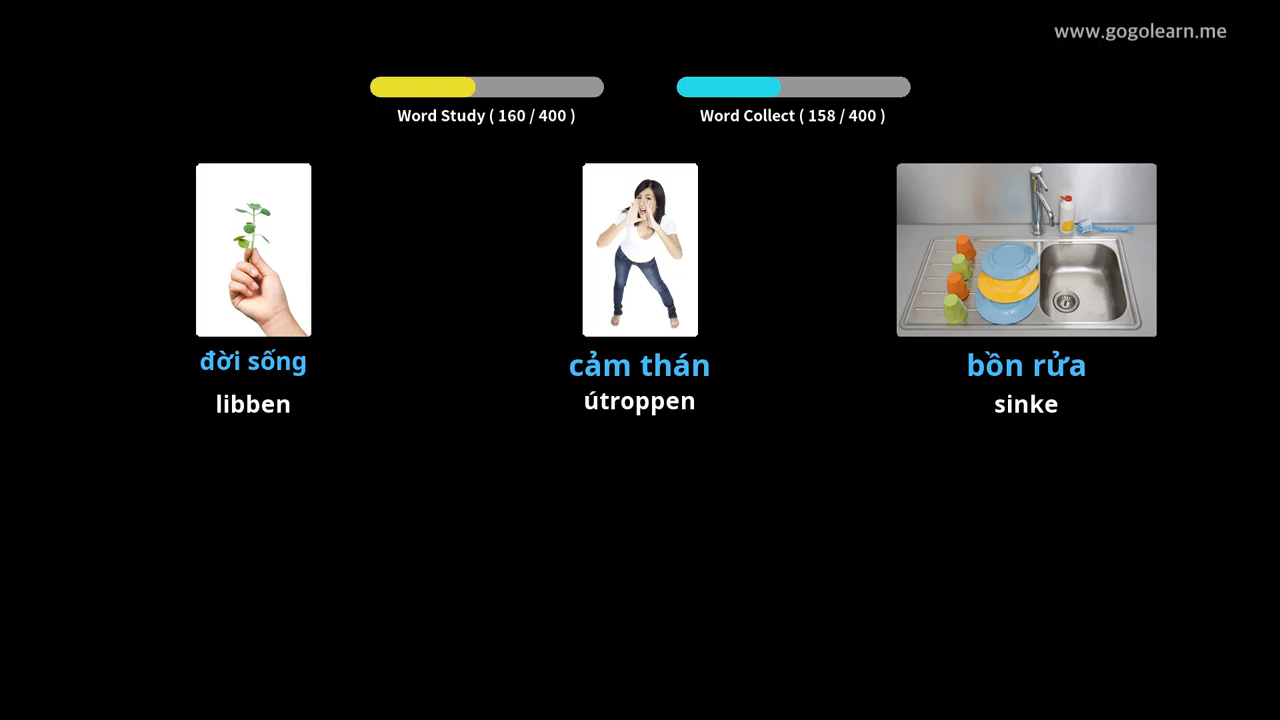 www.gogolearn.me
Word Study ( 160 / 400 )
Word Collect ( 158 / 400 )
đời sống
cảm thán
bồn rửa
libben
útroppen
sinke